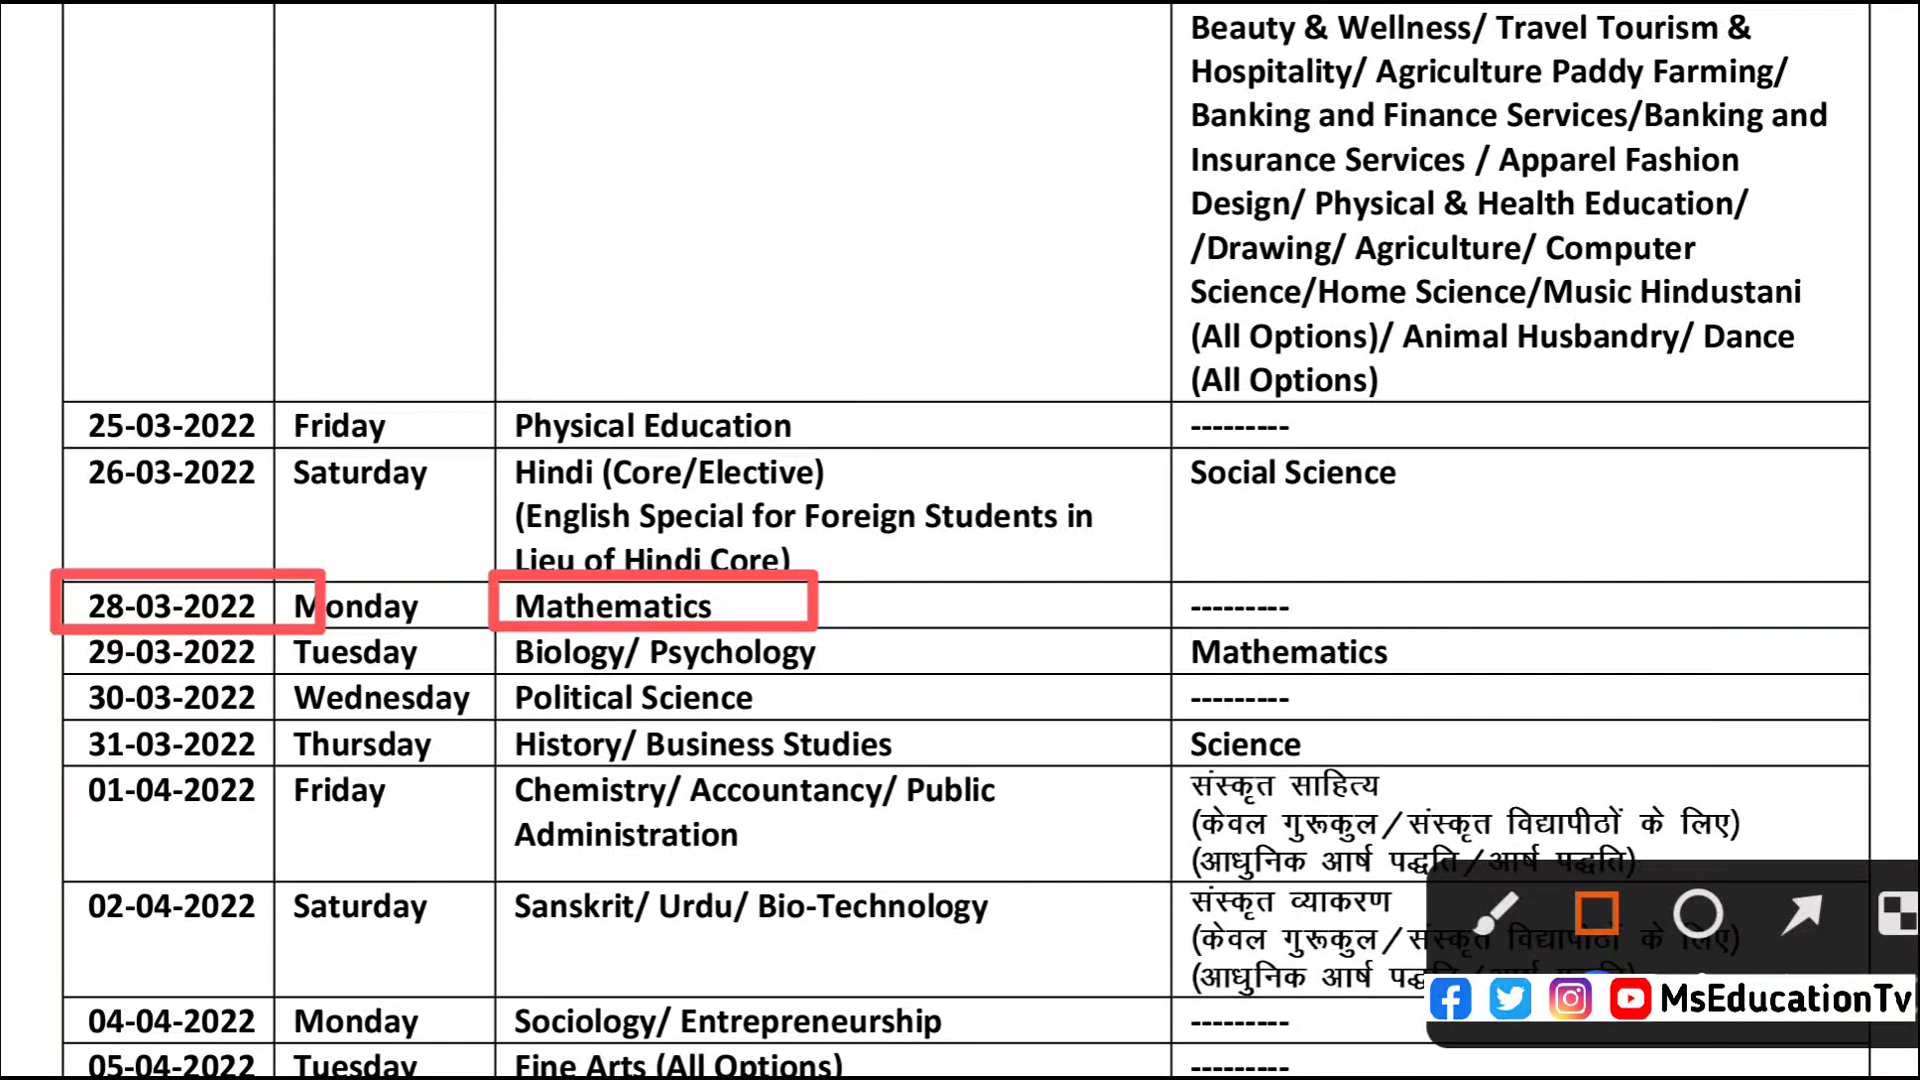 Beauty & Wellness/ Travel Tourism &
Hospitality/ Agriculture Paddy Farming/
Banking and Finance Services/Banking and
Insurance Services / Apparel Fashion
Design/ Physical & Health Education/
/Drawing/ Agriculture/ Computer
Science/Home Science/Music Hindustani
(All Options)/ Animal Husbandry/ Dance
(All Options)
25-03-2022 Friday Physical Education ---------
26-03-2022 Saturday Hindi (Core/Elective) Social Science
(English Special for Foreign Students in
Lieu of Hindi Core)
28-03-2022 Monday Mathematics ---------
29-03-2022 Tuesday Biology/ Psychology Mathematics
30-03-2022 Wednesday Political Science ---------
31-03-2022 Thursday History/ Business Studies Science
01-04-2022 Friday Chemistry/ Accountancy/ Public संस्कृत साहित्य
Administration (केवल गुरूकुल/संस्कृत विद्यापीठों के लिए)
(आधुनिक आर्ष पद्धति/आर्ष पद्धति)
02-04-2022 Saturday Sanskrit/ Urdu/ Bio-Technology संस्कृत व्याकरण
(केवल गुरूकुल/संस्कृत विद्यापीठों के लिए)
(आधुनिक आर्ष पद्धति/आर्ष पद्धति)
MsEducationTv
04-04-2022 Monday Sociology/ Entrepreneurship ---------
05-04-2022 Tuesday Fine Arts (All Options) ---------